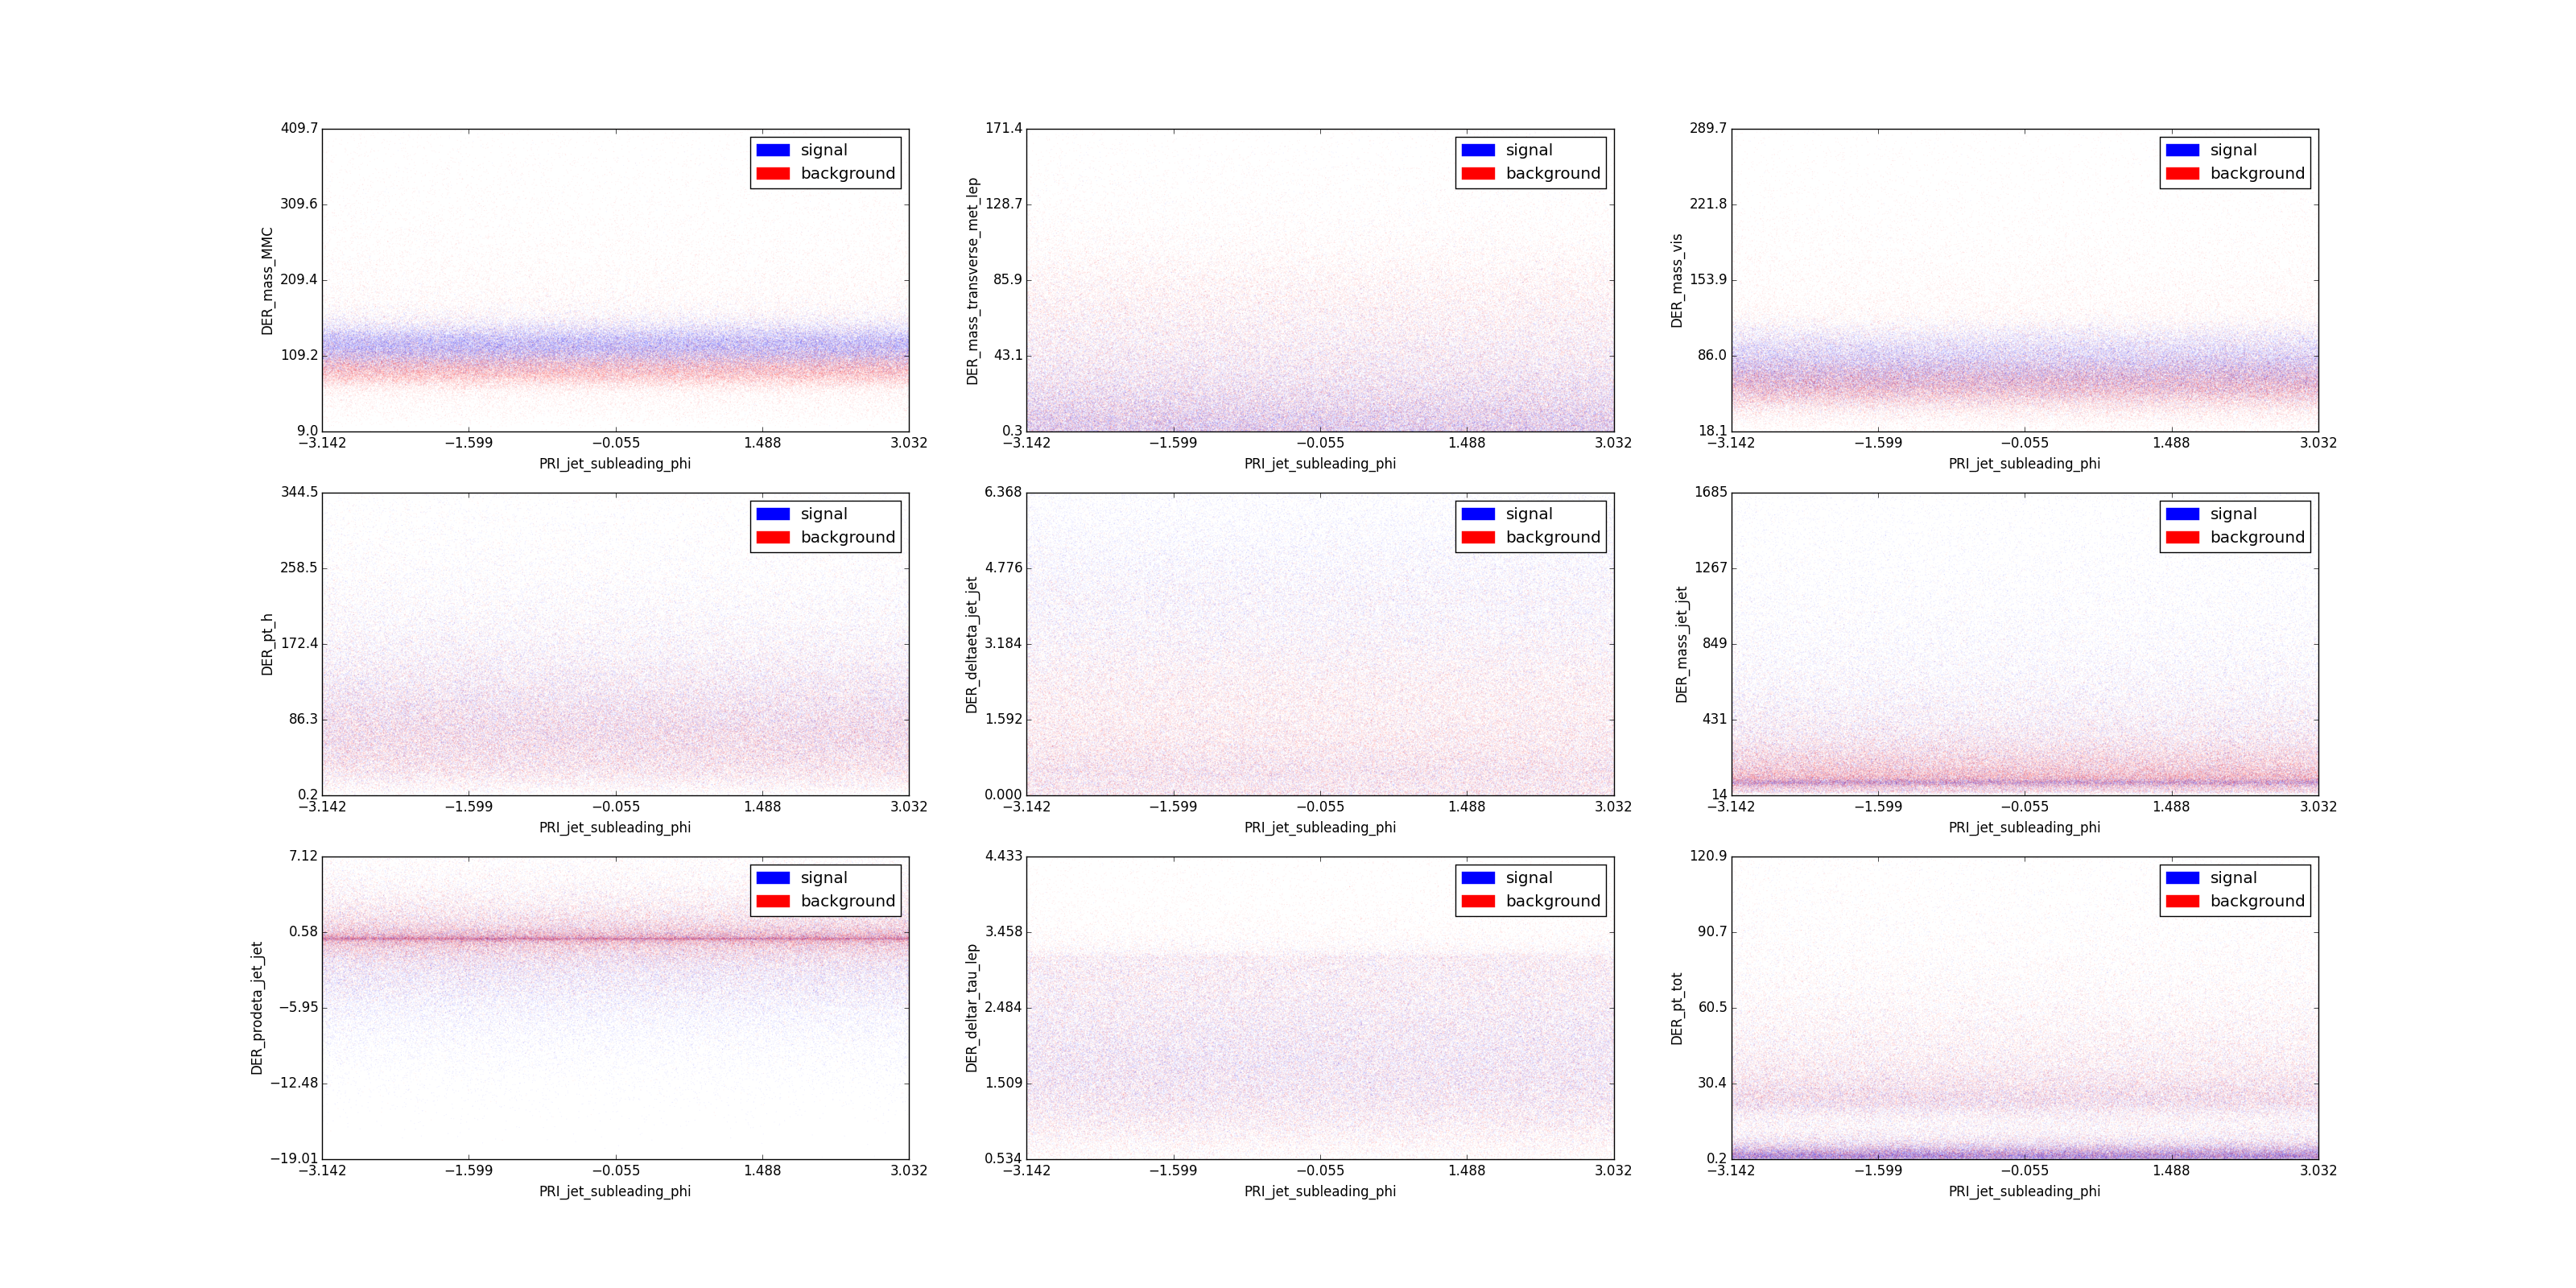 409.7
309.6
209.4
109.2
9.0
DER_mass_MMC
signal
background
−3.142
−1.599
−0.055
1.488
3.032
PRI_jet_subleading_phi
171.4
128.7
85.9
43.1
0.3
DER_mass_transverse_met_lep
signal
background
−3.142
−1.599
−0.055
1.488
3.032
PRI_jet_subleading_phi
289.7
221.8
153.9
86.0
18.1
DER_mass_vis
signal
background
−3.142
−1.599
−0.055
1.488
3.032
PRI_jet_subleading_phi
344.5
258.5
172.4
86.3
0.2
DER_pt_h
signal
background
−3.142
−1.599
−0.055
1.488
3.032
PRI_jet_subleading_phi
6.368
4.776
3.184
1.592
0.000
DER_deltaeta_jet_jet
signal
background
−3.142
−1.599
−0.055
1.488
3.032
PRI_jet_subleading_phi
1685
1267
849
431
14
DER_mass_jet_jet
signal
background
−3.142
−1.599
−0.055
1.488
3.032
PRI_jet_subleading_phi
7.12
0.58
−5.95
−12.48
−19.01
DER_prodeta_jet_jet
signal
background
−3.142
−1.599
−0.055
1.488
3.032
PRI_jet_subleading_phi
4.433
3.458
2.484
1.509
0.534
DER_deltar_tau_lep
signal
background
−3.142
−1.599
−0.055
1.488
3.032
PRI_jet_subleading_phi
120.9
90.7
60.5
30.4
0.2
DER_pt_tot
signal
background
−3.142
−1.599
−0.055
1.488
3.032
PRI_jet_subleading_phi